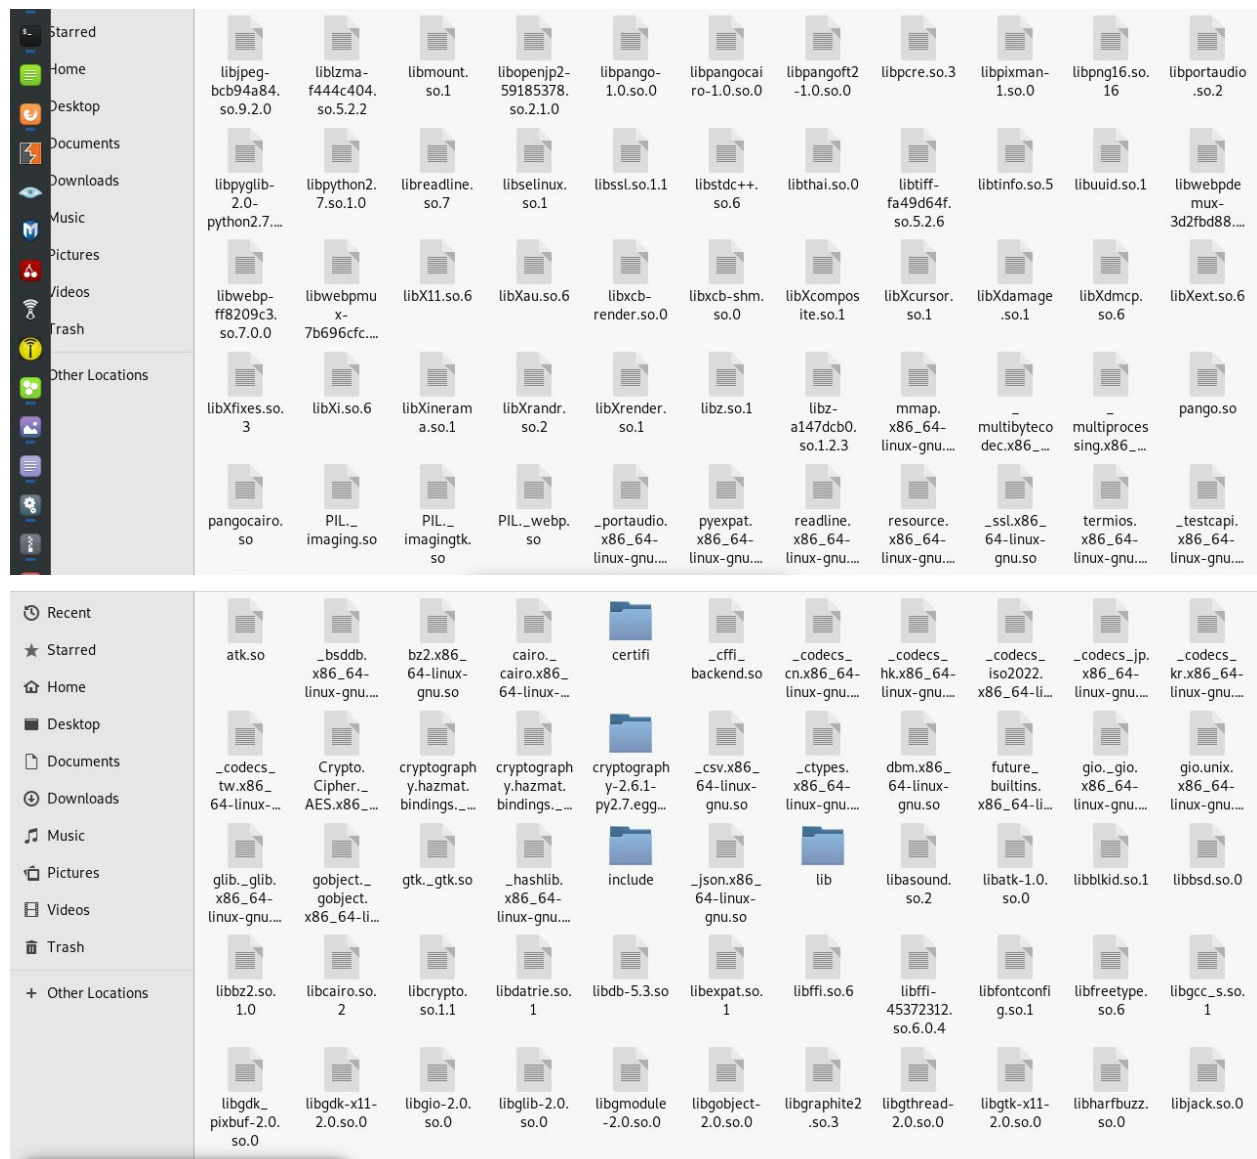 Starred
Home
Desktop
Documents
Downloads
Music
Pictures
Videos
Trash
Other Locations
libjpeg-
bcb94a84.
so.9.2.0
liblzma-
f444c404.
so.5.2.2
libmount.
so.1
libopenjp2-
59185378.
so.2.1.0
libpango-
1.0.so.0
libpangocai
ro-1.0.so.0
libpangoft2
-1.0.so.0
libpcre.so.3
libpixman-
1.so.0
libpng16.so.
16
libportaudio
.so.2
libpyglib-
2.0-
python2.7....
libpython2.
7.so.1.0
libreadline.
so.7
libselinux.
so.1
libssl.so.1.1
libstdc++.
so.6
libthai.so.0
libtiff-
fa49d64f.
so.5.2.6
libtinfo.so.5
libuuid.so.1
libwebpde
mux-
3d2fbd88....
libwebp-
ff8209c3.
so.7.0.0
libwebpmu
x-
7b696cfc....
libX11.so.6
libXau.so.6
libxcb-
render.so.0
libxcb-shm.
so.0
libXcompos
ite.so.1
libXcursor.
so.1
libXdamage
.so.1
libXdmcp.
so.6
libXext.so.6
libXfixes.so.
3
libXi.so.6
libXineram
a.so.1
libXrandr.
so.2
libXrender.
so.1
libz.so.1
libz-
a147dcb0.
so.1.2.3
mmap.
x86_64-
linux-gnu....
_
multibyteco
dec.x86_...
_
multiproces
sing.x86_...
pango.so
pangocairo.
so
PIL._
imaging.so
PIL._
imagingtk.
so
PIL._webp.
so
_portaudio.
x86_64-
linux-gnu....
pyexpat.
x86_64-
linux-gnu....
readline.
x86_64-
linux-gnu....
resource.
x86_64-
linux-gnu....
_ssl.x86_
64-linux-
gnu.so
termios.
x86_64-
linux-gnu....
_testcapi.
x86_64-
linux-gnu....
Recent
Starred
Home
Desktop
Documents
Downloads
Music
Pictures
Videos
Trash
+ Other Locations
atk.so
_bsddb.
x86_64-
linux-gnu....
bz2.x86_
64-linux-
gnu.so
cairo._
cairo.x86_
64-linux-...
certifi
_cffi_
backend.so
_codecs_
cn.x86_64-
linux-gnu....
_codecs_
hk.x86_64-
linux-gnu....
_codecs_
iso2022.
x86_64-li...
_codecs_jp.
x86_64-
linux-gnu....
_codecs_
kr.x86_64-
linux-gnu....
_codecs_
tw.x86_
64-linux-...
Crypto.
Cipher._
AES.x86_...
cryptograph
y.hazmat.
bindings._...
cryptograph
y.hazmat.
bindings._...
cryptograph
y-2.6.1-
py2.7.egg...
_csv.x86_
64-linux-
gnu.so
_ctypes.
x86_64-
linux-gnu....
dbm.x86_
64-linux-
gnu.so
future_
builtins.
x86_64-li...
gio._gio.
x86_64-
linux-gnu....
gio.unix.
x86_64-
linux-gnu....
glib._glib.
x86_64-
linux-gnu....
gobject._
gobject.
x86_64-li...
gtk._gtk.so
_hashlib.
x86_64-
linux-gnu....
include
_json.x86_
64-linux-
gnu.so
lib
libasound.
so.2
libatk-1.0.
so.0
libblkid.so.1
libbsd.so.0
libbz2.so.
1.0
libcairo.so.
2
libcrypto.
so.1.1
libdatrie.so.
1
libdb-5.3.so
libexpat.so.
1
libffi.so.6
libffi-
45372312.
so.6.0.4
libfontconfi
g.so.1
libfreetype.
so.6
libgcc_s.so.
1
libgdk_
pixbuf-2.0.
so.0
libgdk-x11-
2.0.so.0
libgio-2.0.
so.0
libglib-2.0.
so.0
libgmodule
-2.0.so.0
libgobject-
2.0.so.0
libgraphite2
.so.3
libgthread-
2.0.so.0
libgtk-x11-
2.0.so.0
libharfbuzz.
so.0
libjack.so.0